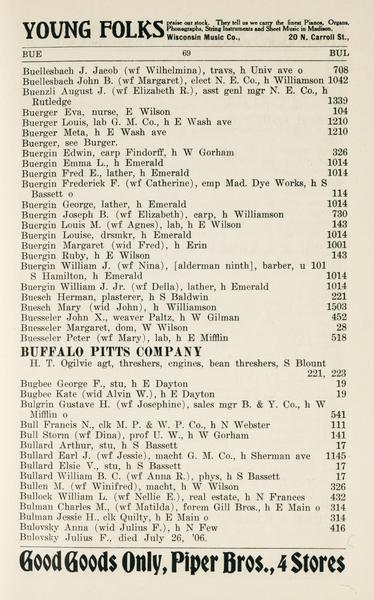 YOUNG FOLKS praise our stock. They tell us we carry the finest Pianos, Organs,
Phonographs, String Instruments and Sheet Music in Madison.
Wisconsin Music Co., 20 N. Carroll St.,
BUE 69 BUL
Buellesbach J. Jacob (wf Wilhelmina), travs, h Univ av o 708
Buellesbach John B. (wf Margaret), elect N. E. Co., h Williamson 1042
Buenzli August J. (wf Elizabeth R.), asst genl mgr N. E. Co., h
Rutledge 1339
Buerger Eva, nurse, E Wilson 104
Buerger Louis, lab G. M. Co., h E Wash ave 1210
Buerger Meta, h E Wash ave 1210
Buerger, see Burger.
Buergin Edwin, carp Findorff, h W Gorham 326
Buergin Emma L., h Emerald 1014
Buergin Fred E., lather, h Emerald 1014
Buergin Frederick F. (wf Catherine), emp Mad. Dye Works, h S
Bassett o 114
Buergin George, lather, h Emerald 1014
Buergin Joseph B. (wf Elizabeth), carp, h Williamson 730
Buergin Louis M. (wf Agnes), lab, h E Wilson 143
Buergin Louise, drsmkr, h Emerald 1014
Buergin Margaret (wid Fred), h Erin 1001
Buergin Ruby, h E Wilson 143
Buergin William J. (wf Nina), [alderman ninth], barber, u 101
S Hamilton, h Emerald 1014
Buergin William J. Jr. (wf Della), lather, h Emerald 1014
Buesch Herman, plasterer, h S Baldwin 221
Buesch Mary (wid John), h Williamson 1503
Buesseler John X., weaver Paltz, h W Gilman 452
Buesseler Margaret, dom, W Wilson 28
Buesseler Peter (wf Mary), lab, h E Mifflin 518
BUFFALO PITTS COMPANY
H. T. Ogilvie agt, threshers, engines, bean threshers, S Blount
221, 223
Bugbee George F., stu, h E Dayton 19
Bugbee Kate (wid Alvin W.), h E Dayton 19
Bulgrin Gustave H. (wf Josephine), sales mgr B. & Y. Co., h W
Mifflin o 541
Bull Francis N., clk M. P. & W. P. Co., h N Webster 111
Bull Storm (wf Dina), prof U. W., h W Gorham 141
Bullard Arthur, stu, h S Bassett 17
Bullard Earl J. (wf Jessie), macht G. M. Co., h Sherman ave 1145
Bullard Elsie V., stu, h S Bassett 17
Bullard William B. C. (wf Anna R.), phys, h S Bassett 17
Bullen M. (wf Winifred), macht, h W Wilson 326
Bullock William L. (wf Nellie E.), real estate, h N Frances 432
Bulman Charles M., (wf Matilda), forem Gill Bros., h E Main o 314
Bulman Jessie H., clk Quilty, h E Main o 314
Bulovsky Anna (wid Julius F.), h N Few 416
Bulovsky Julius F., died July 26, '06.
Good Goods Only, Piper Bros., 4 Stores